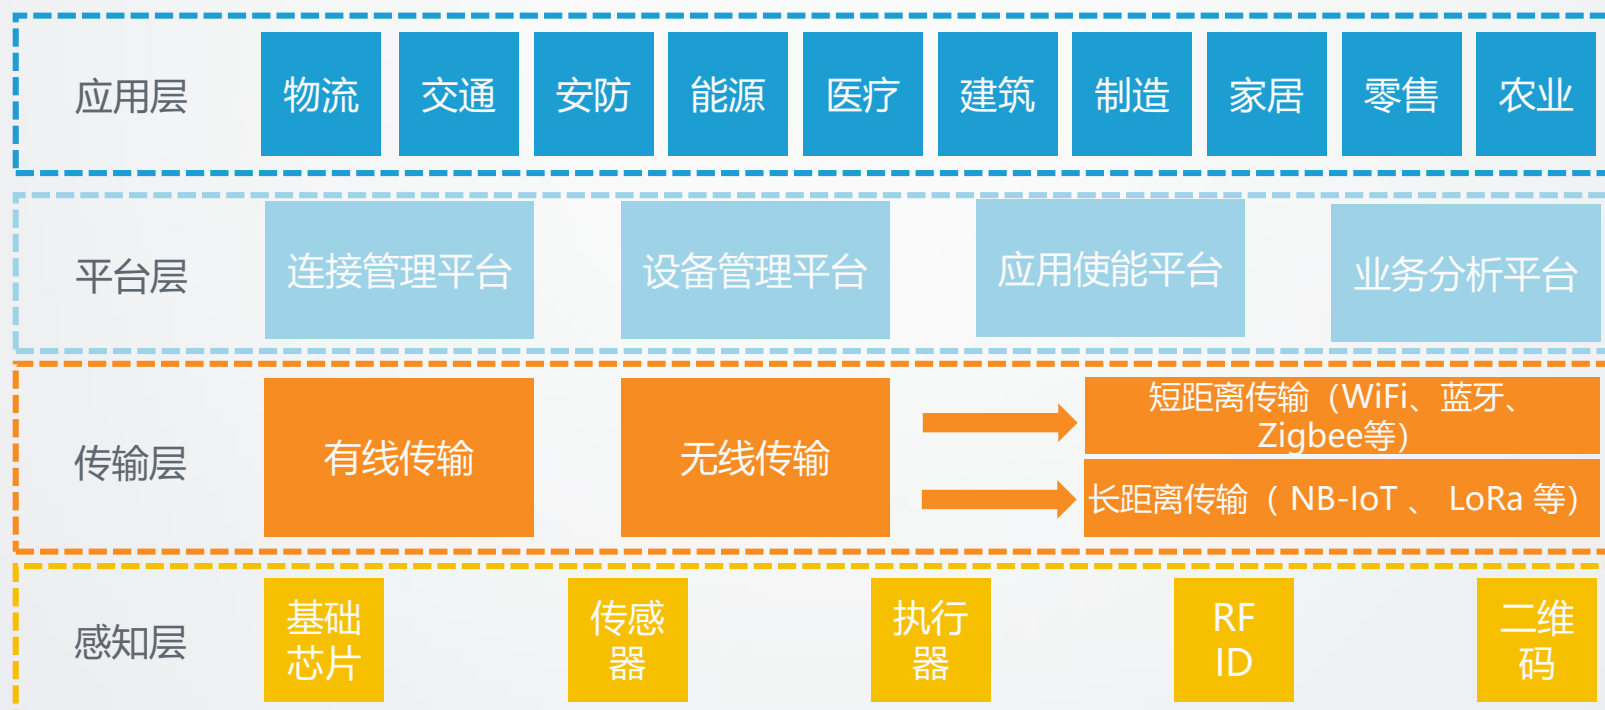 应用层
物流
交通
安防
能源
医疗
建筑
制造
家居
零售
农业
平台层
连接管理平台
设备管理平台
应用使能平台
业务分析平台
传输层
有线传输
无线传输
短距离传输（WiFi、蓝牙、
Zigbee等）
长距离传输（ NB-IoT 、 LoRa 等）
感知层
基础
芯片
传感
器
执行
器
RF
ID
二维
码